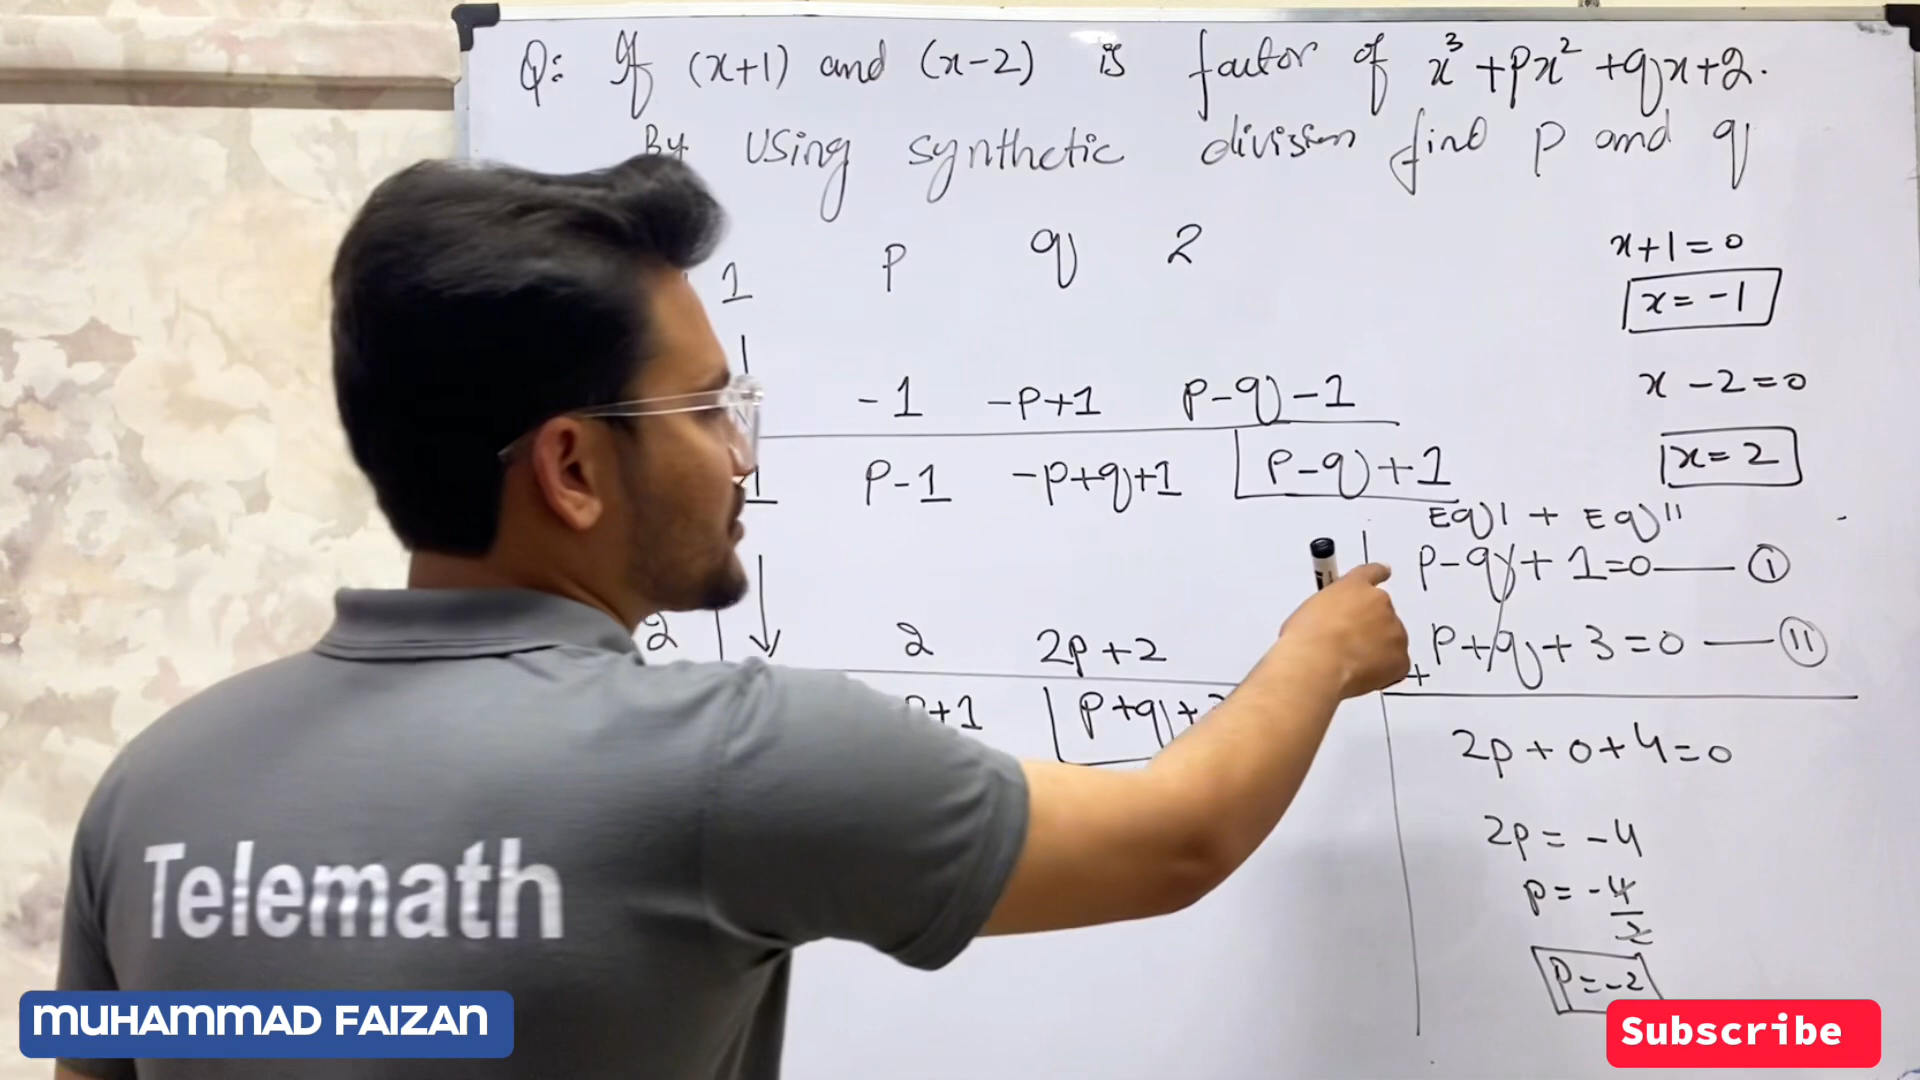 Q: If (x+1) and (x-2) is factor of x³+px²+qx+2.
By using synthetic division find p and q
1 p q 2
-1 -p+1 p-q-1
1 p-1 -p+q+1 p-q+1
2 2 2p+2
p+1 p+q+
x+1=0
x=-1
x-2=0
x=2
Eq I + Eq II
p-q+1=0 — I
p+q+3=0 — II
+
2p+0+4=0
2p=-4
p=-4/2
p=-2
Telemath
MUHAMMAD FAIZAN
Subscribe